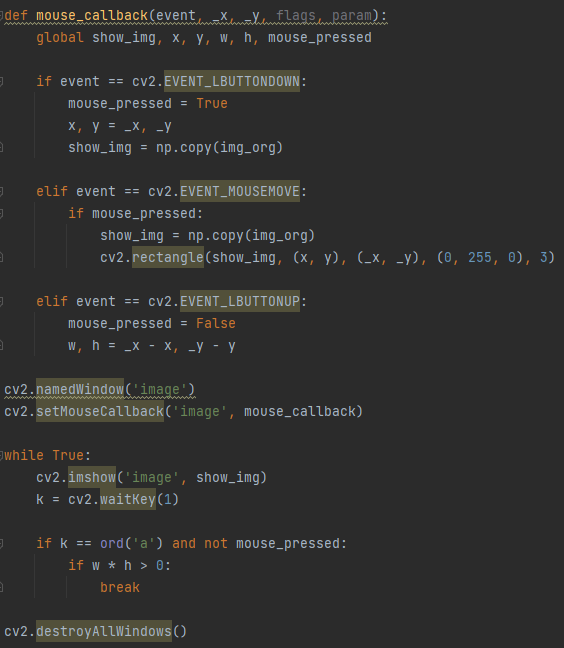 def mouse_callback(event, _x, _y, flags, param):
    global show_img, x, y, w, h, mouse_pressed

    if event == cv2.EVENT_LBUTTONDOWN:
        mouse_pressed = True
        x, y = _x, _y
        show_img = np.copy(img_org)

    elif event == cv2.EVENT_MOUSEMOVE:
        if mouse_pressed:
            show_img = np.copy(img_org)
            cv2.rectangle(show_img, (x, y), (_x, _y), (0, 255, 0), 3)

    elif event == cv2.EVENT_LBUTTONUP:
        mouse_pressed = False
        w, h = _x - x, _y - y

cv2.namedWindow('image')
cv2.setMouseCallback('image', mouse_callback)

while True:
    cv2.imshow('image', show_img)
    k = cv2.waitKey(1)

    if k == ord('a') and not mouse_pressed:
        if w * h > 0:
            break

cv2.destroyAllWindows()